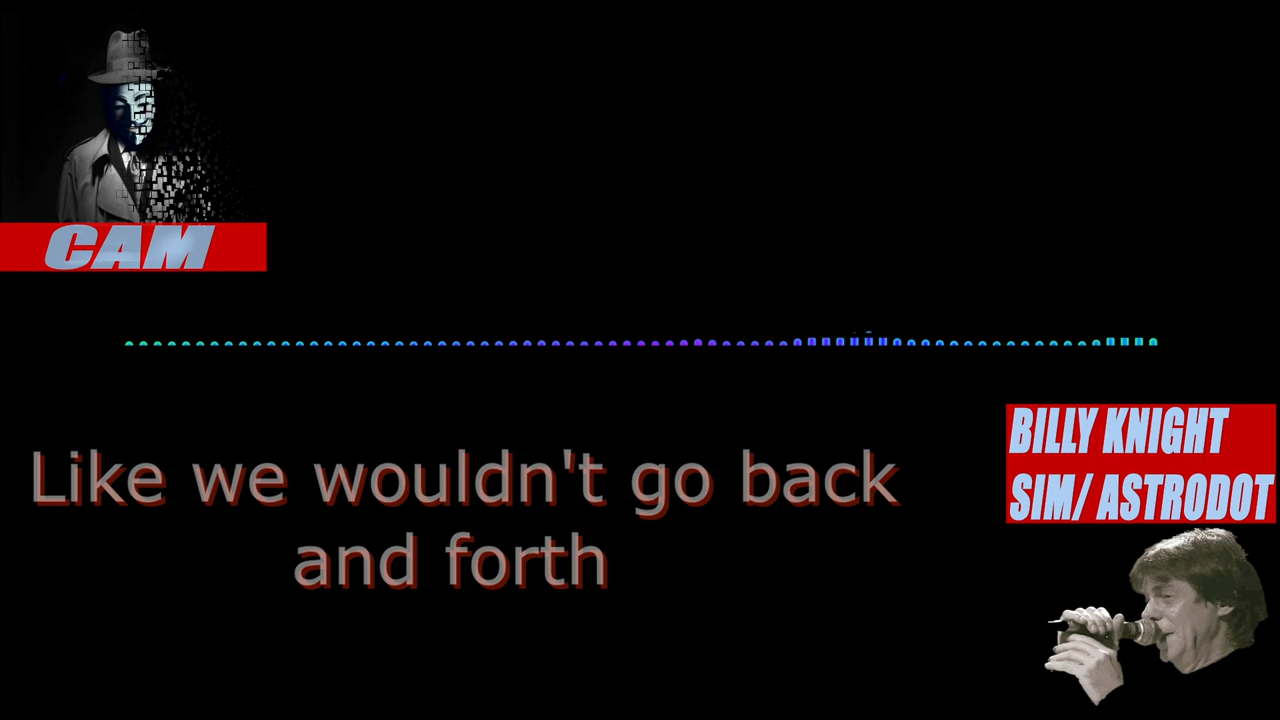 CAM
BILLY KNIGHT
SIM/ ASTRODOT
Like we wouldn't go back
and forth